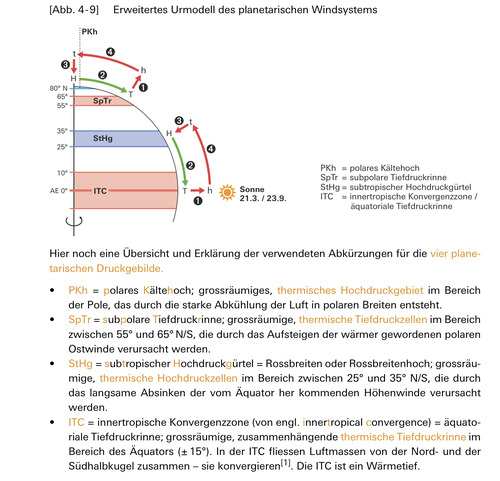 [Abb. 4-9] Erweitertes Urmodell des planetarischen Windsystems
PKh
t
4
3
h
H
2
1
80° N
T
65°
SpTr
55°
3
t
35°
H
StHg
4
25°
2
10°
PKh = polares Kältehoch
SpTr = subpolare Tiefdruckrinne
StHg = subtropischer Hochdruckgürtel
ITC = innertropische Konvergenzzone /
äquatoriale Tiefdruckrinne
AE 0°
ITC
T
h
1
Sonne
21.3. / 23.9.
Hier noch eine Übersicht und Erklärung der verwendeten Abkürzungen für die vier plane-
tarischen Druckgebilde.
• PKh = polares Kältehoch; grossräumiges, thermisches Hochdruckgebiet im Bereich
der Pole, das durch die starke Abkühlung der Luft in polaren Breiten entsteht.
• SpTr = subpolare Tiefdruckrinne; grossräumige, thermische Tiefdruckzellen im Bereich
zwischen 55° und 65° N/S, die durch das Aufsteigen der wärmer gewordenen polaren
Ostwinde verursacht werden.
• StHg = subtropischer Hochdruckgürtel = Rossbreiten oder Rossbreitenhoch; grossräu-
mige, thermische Hochdruckzellen im Bereich zwischen 25° und 35° N/S, die durch
das langsame Absinken der vom Äquator her kommenden Höhenwinde verursacht
werden.
• ITC = innertropische Konvergenzzone (von engl. innertropical convergence) = äquato-
riale Tiefdruckrinne; grossräumige, zusammenhängende thermische Tiefdruckrinne im
Bereich des Äquators (± 15°). In der ITC fliessen Luftmassen von der Nord- und der
Südhalbkugel zusammen – sie konvergieren[1]. Die ITC ist ein Wärmetief.